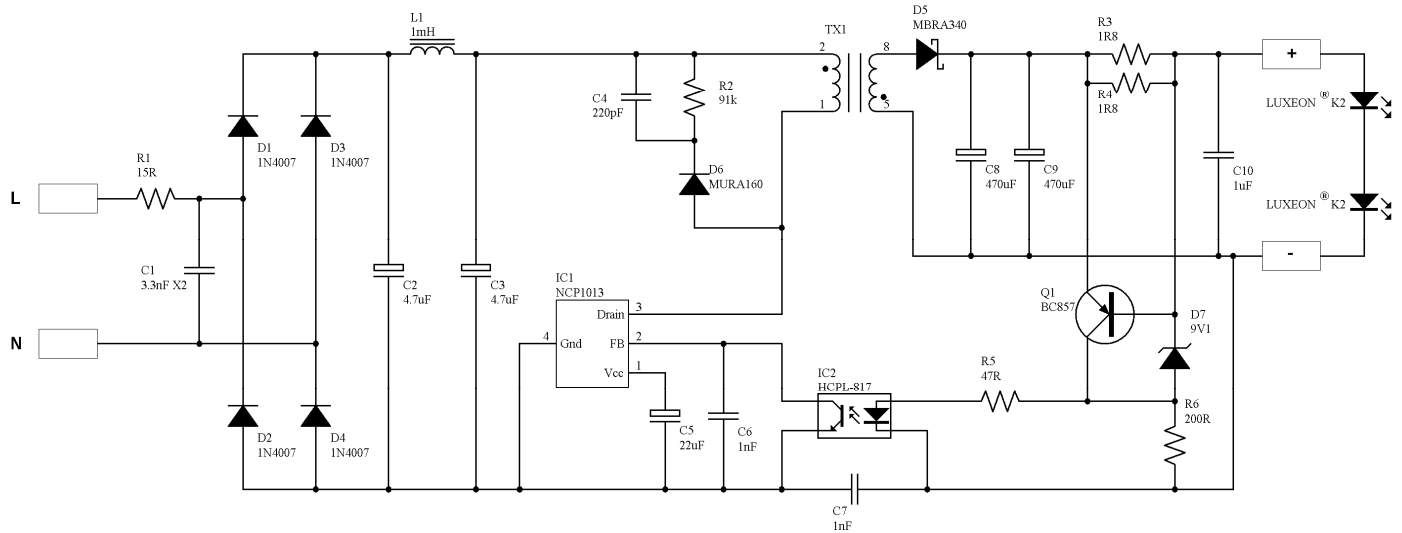 L1
1mH
D5
MBRA340
TX1
2
8
1
5
R3
1R8
R4
1R8
+
LUXEON ® K2
C4
220pF
R2
91k
D1
1N4007
D3
1N4007
R1
15R
L
D6
MURA160
C8
470uF
C9
470uF
C10
1uF
LUXEON ® K2
-
C1
3.3nF X2
C2
4.7uF
C3
4.7uF
IC1
NCP1013
Drain
3
4
Gnd
FB
2
Vcc
1
Q1
BC857
D7
9V1
N
IC2
HCPL-817
R5
47R
R6
200R
D2
1N4007
D4
1N4007
C5
22uF
C6
1nF
C7
1nF